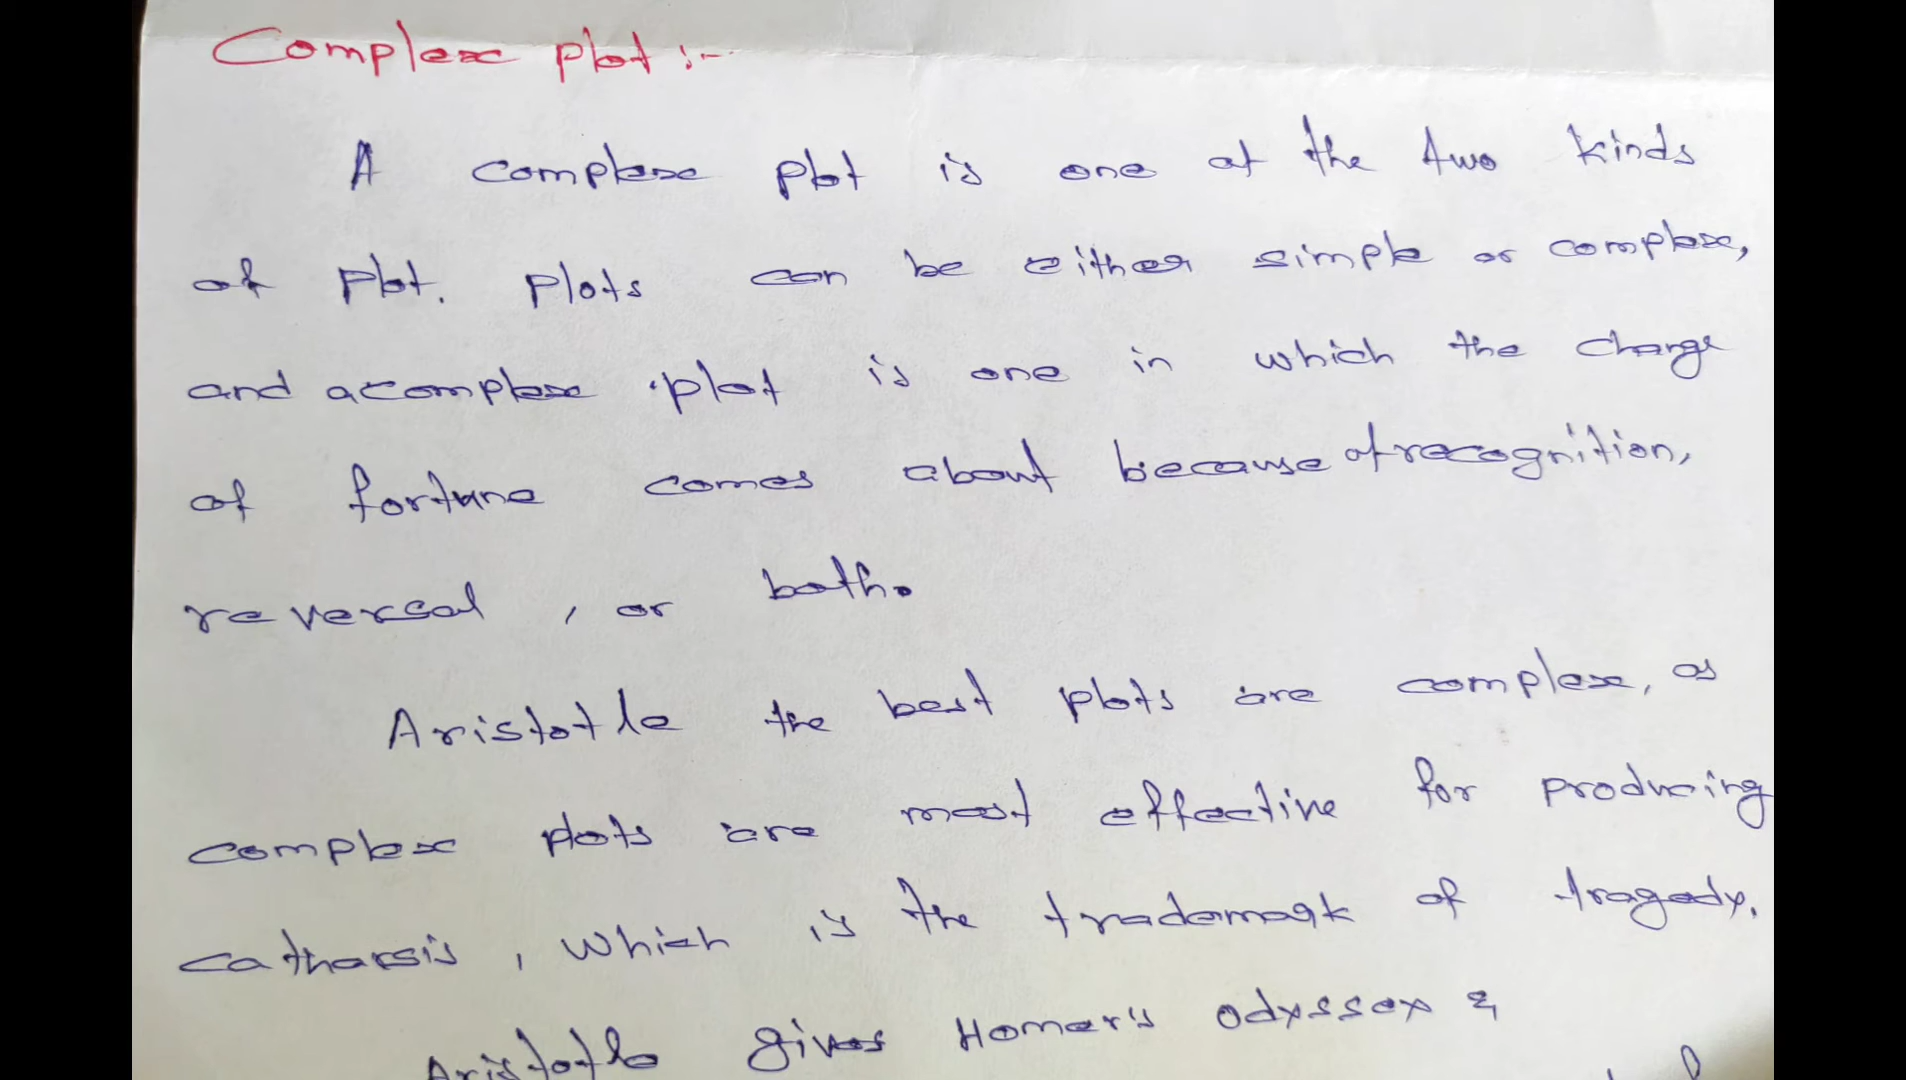 Complex plot :-
A complex plot is one of the two kinds
of plot. Plots can be either simple or complex,
and a complex plot is one in which the change
of fortune comes about because of recognition,
reversal , or both.
Aristotle the best plots are complex, as
complex plots are most effective for producing
catharsis , which is the trademark of tragedy.
Aristotle gives Homer's odyssey &